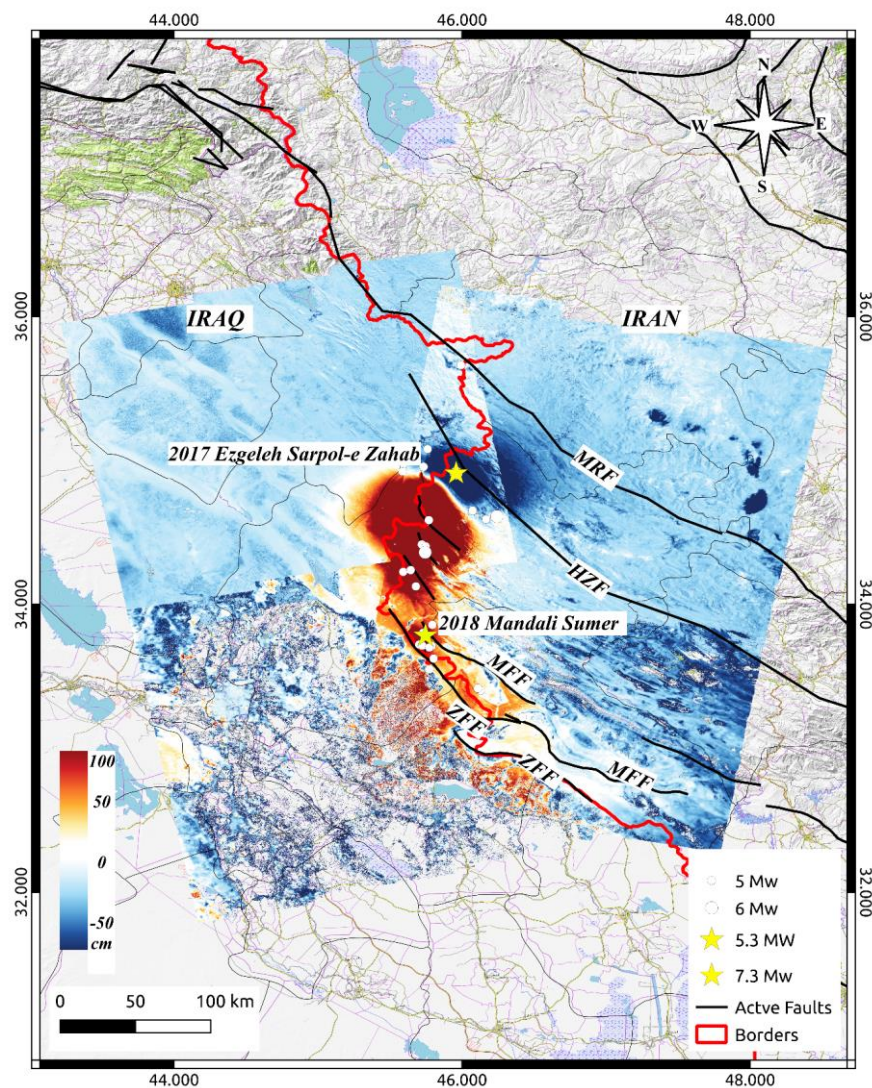 44.000 46.000 48.000
N
W E
S
36.000 36.000
IRAQ IRAN
2017 Ezgeleh Sarpol-e Zahab
MRF
HZF
34.000 34.000
2018 Mandali Sumer
MFF
ZFF
ZFF MFF
100
50
0
-50
cm
32.000 32.000
5 Mw
6 Mw
5.3 MW
7.3 Mw
Actve Faults
Borders
0 50 100 km
44.000 46.000 48.000